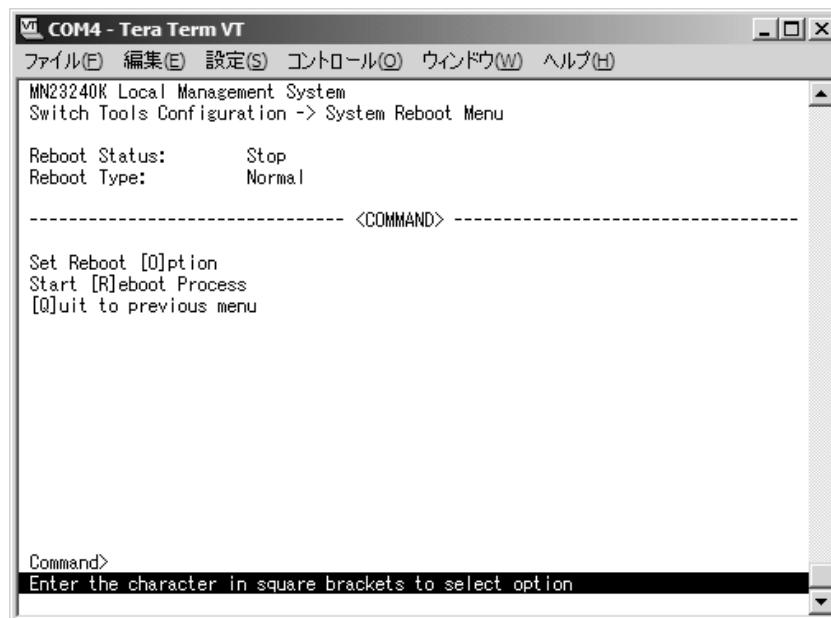 COM4 - Tera Term VT
ファイル(F) 編集(E) 設定(S) コントロール(O) ウィンドウ(W) ヘルプ(H)
MN23240K Local Management System
Switch Tools Configuration -> System Reboot Menu
Reboot Status: Stop
Reboot Type: Normal
-------------------------------- <COMMAND> ----------------------------------
Set Reboot [O]ption
Start [R]eboot Process
[Q]uit to previous menu
Command>
Enter the character in square brackets to select option